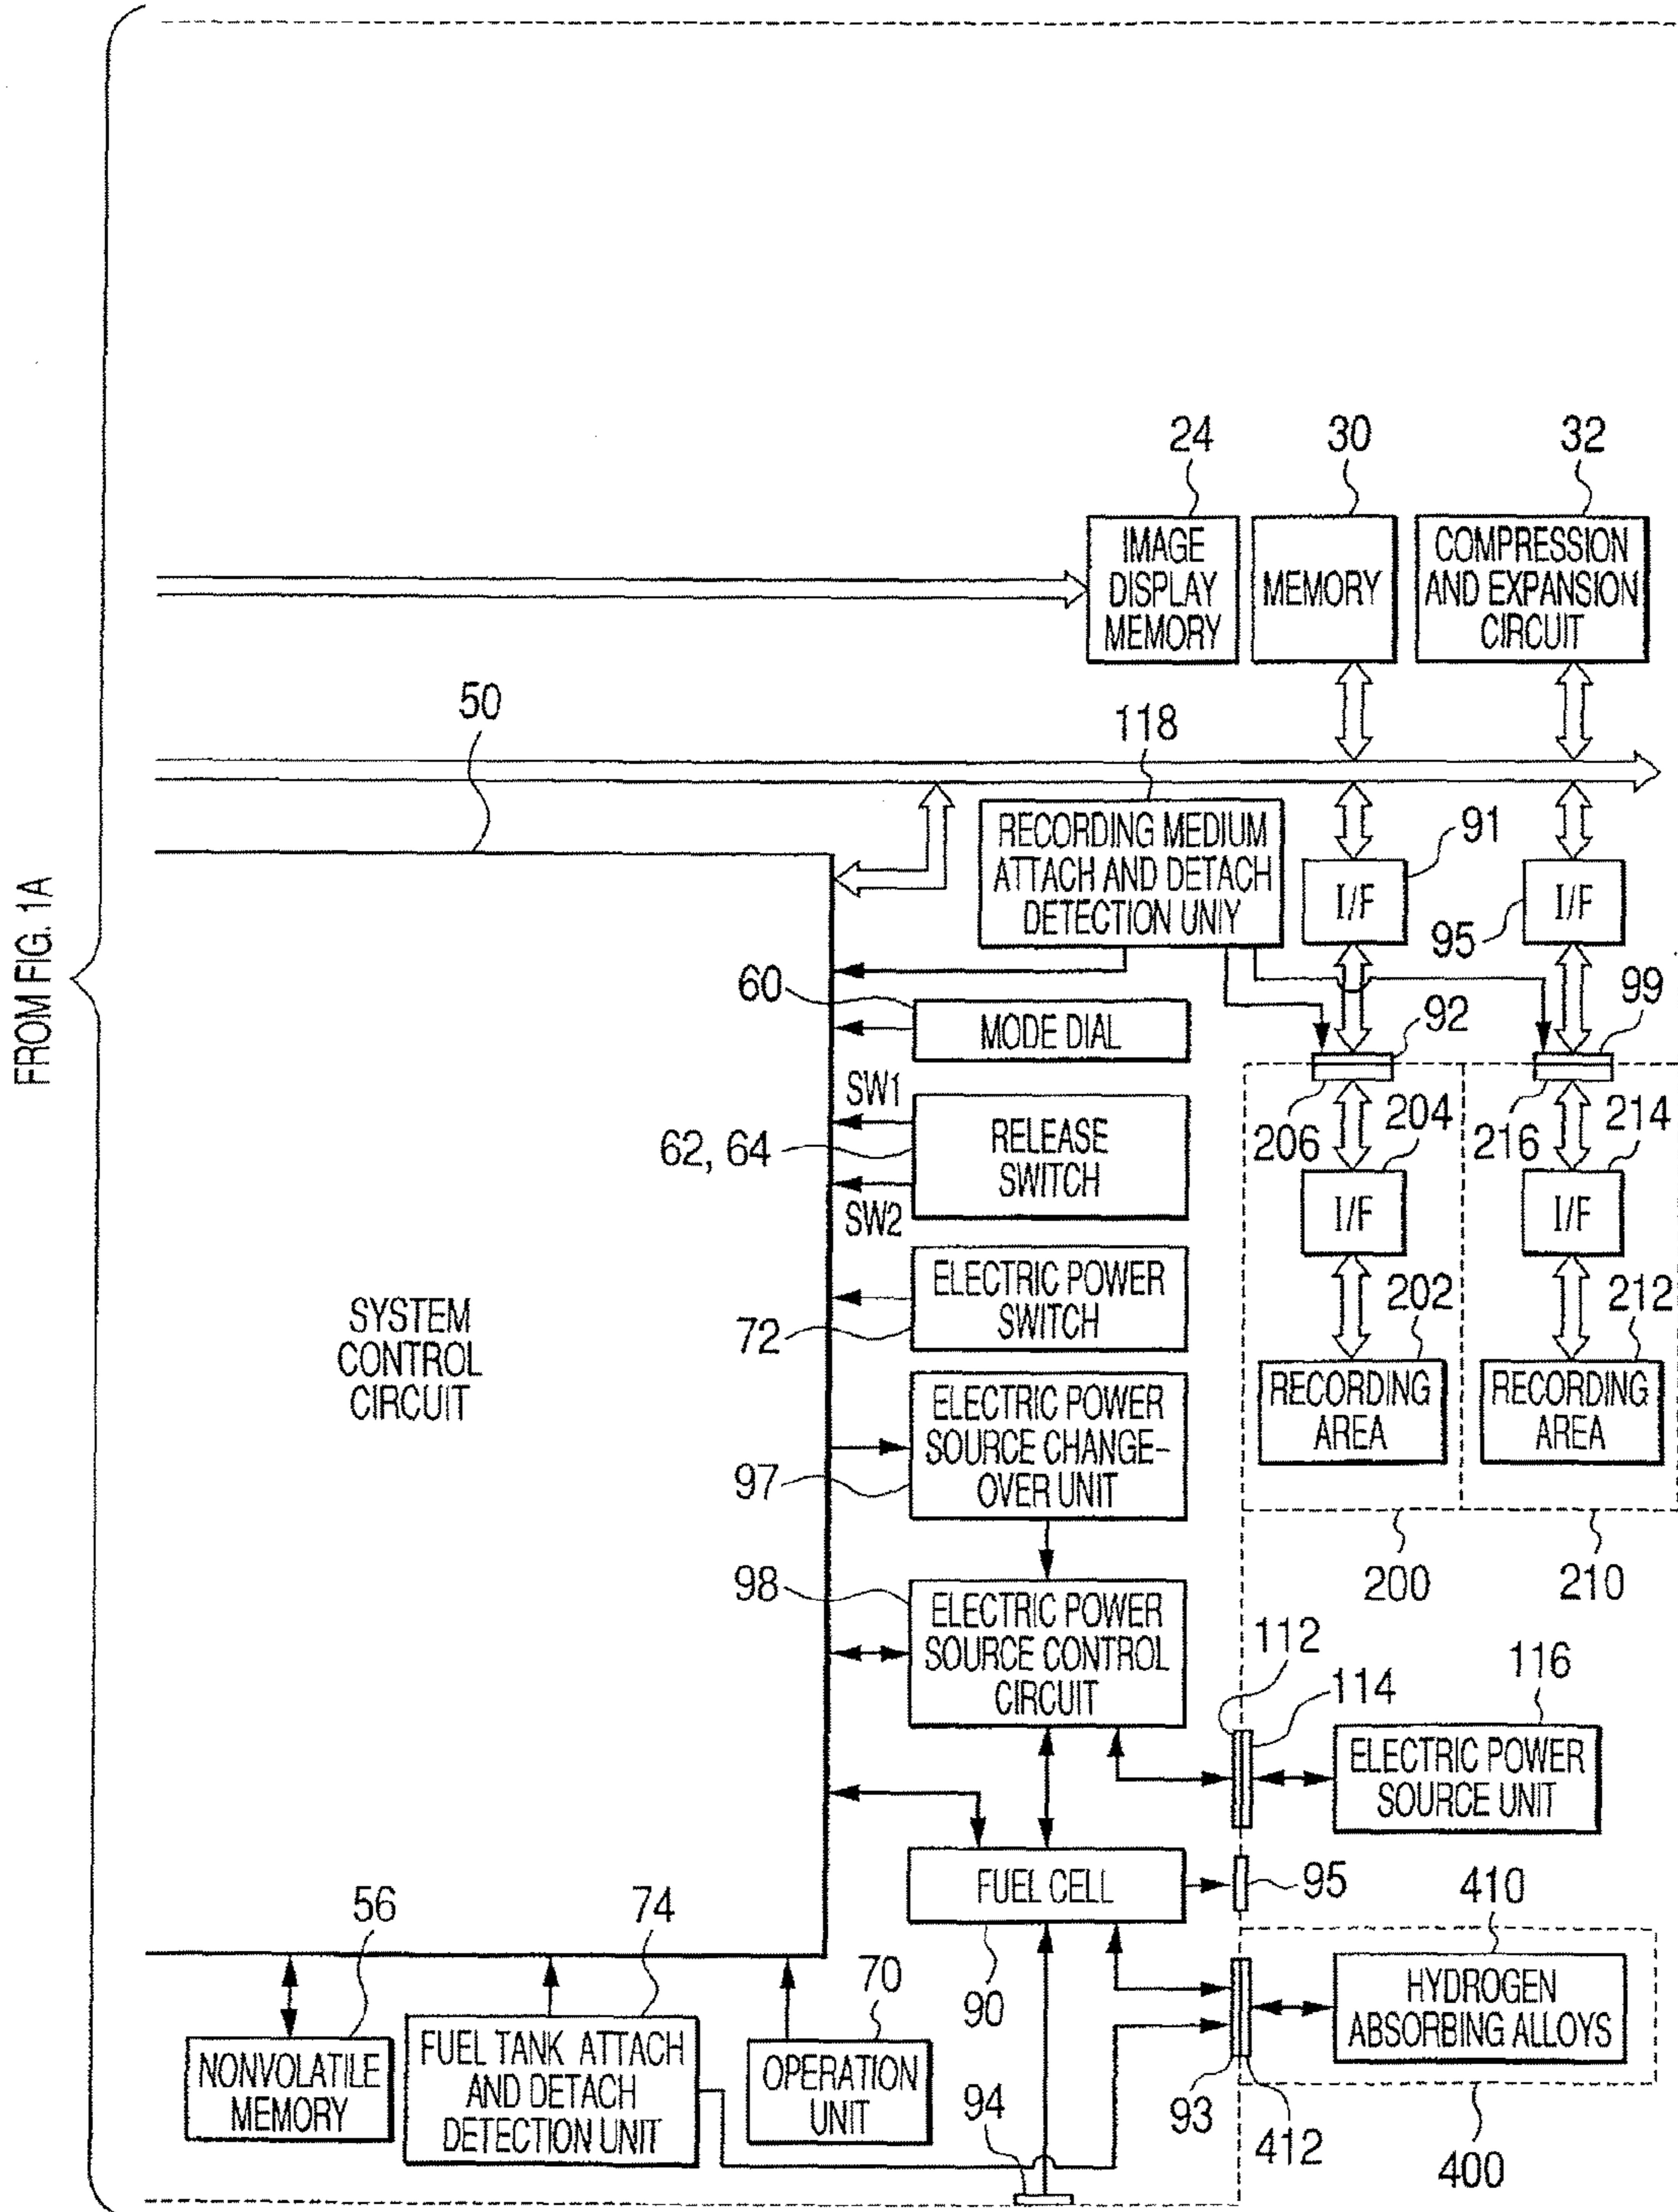 FROM FIG. 1A
24
30
32
IMAGE
DISPLAY
MEMORY
MEMORY
COMPRESSION
AND EXPANSION
CIRCUIT
50
118
RECORDING MEDIUM
ATTACH AND DETACH
DETECTION UNIY
I/F
91
I/F
95
60
MODE DIAL
92
99
SW1
62, 64
RELEASE
SWITCH
SW2
206
204
216
214
I/F
I/F
SYSTEM
CONTROL
CIRCUIT
ELECTRIC POWER
SWITCH
72
202
212
RECORDING
AREA
RECORDING
AREA
ELECTRIC POWER
SOURCE CHANGE-
OVER UNIT
97
200
210
98
ELECTRIC POWER
SOURCE CONTROL
CIRCUIT
112
114
116
ELECTRIC POWER
SOURCE UNIT
FUEL CELL
95
90
410
HYDROGEN
ABSORBING ALLOYS
56
74
70
NONVOLATILE
MEMORY
FUEL TANK ATTACH
AND DETACH
DETECTION UNIT
OPERATION
UNIT
94
93
412
400